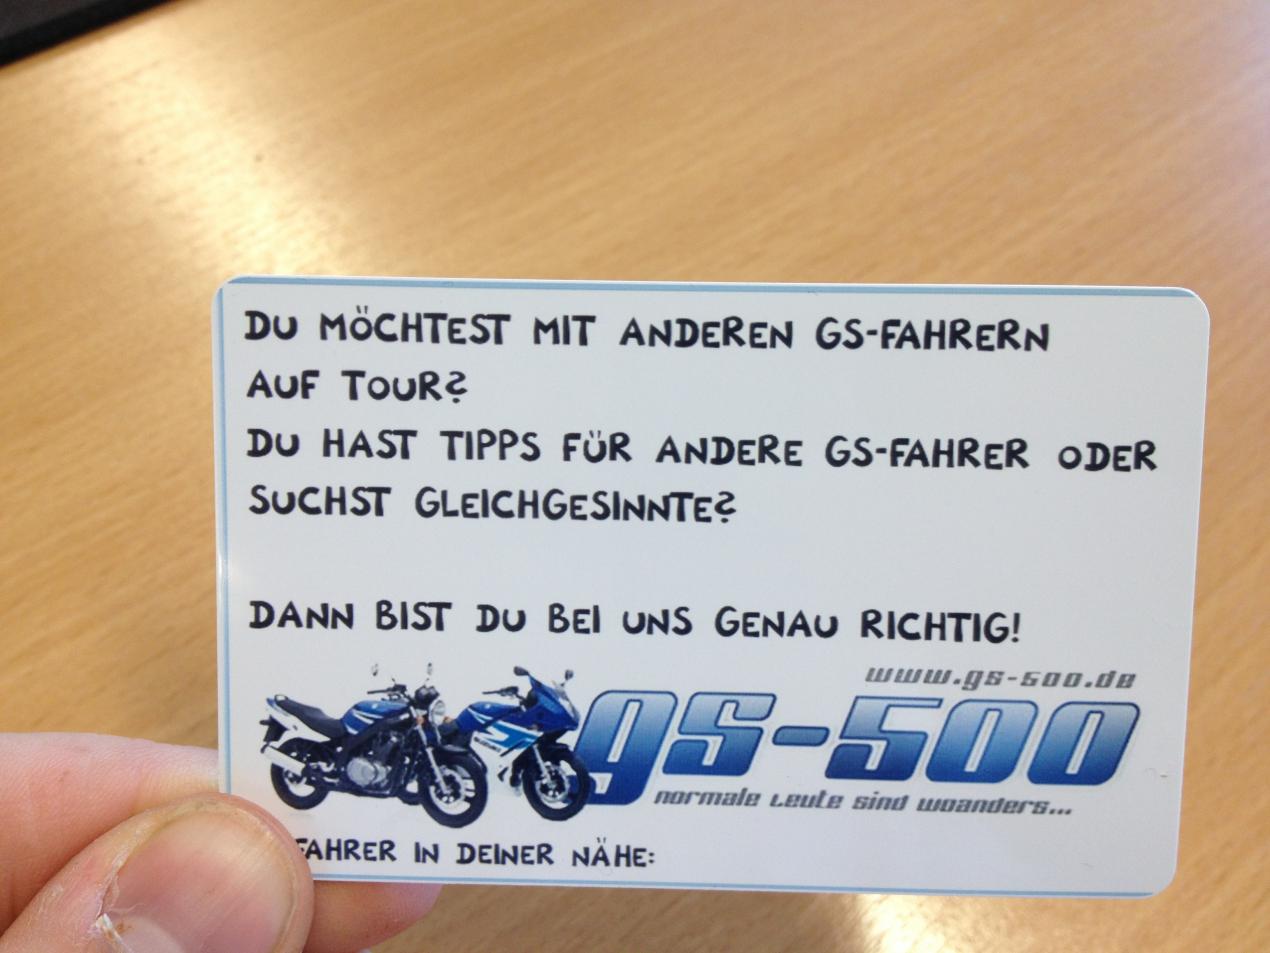 DU MÖCHTEST MIT ANDEREN GS-FAHRERN
AUF TOUR?
DU HAST TIPPS FÜR ANDERE GS-FAHRER ODER
SUCHST GLEICHGESINNTE?
DANN BIST DU BEI UNS GENAU RICHTIG!
www.gs-500.de
gs-500
normale Leute sind woanders...
FAHRER IN DEINER NÄHE: